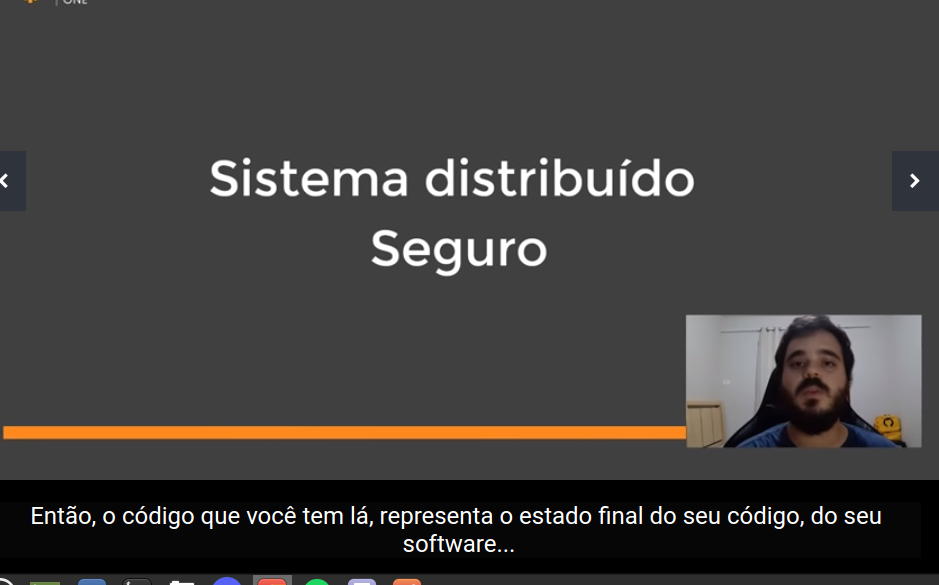 | ONE
Sistema distribuído
Seguro
Então, o código que você tem lá, representa o estado final do seu código, do seu
software...